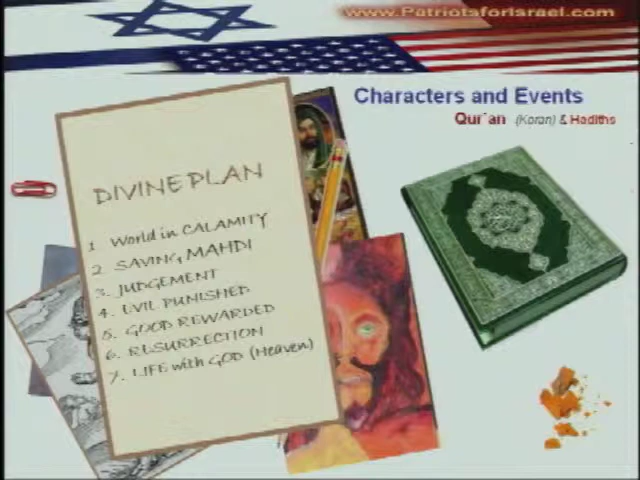 www.PatriotsforIsrael.com
Characters and Events
Qur`an (Koran) & Hadiths
DIVINE PLAN
1 World in CALAMITY
2 SAVING MAHDI
3. JUDGEMENT
4. EVIL PUNISHED
5. GOOD REWARDED
6. RESURRECTION
7. LIFE with GOD (Heaven)